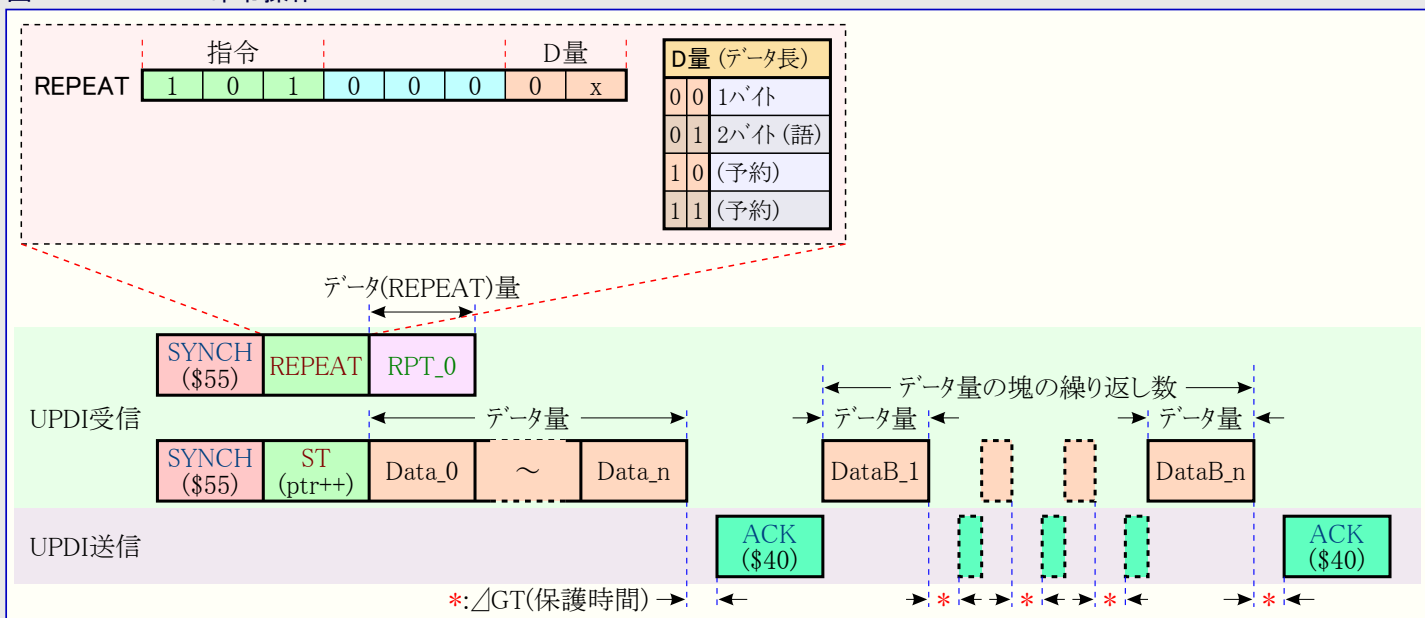 指令 D量
REPEAT 1 0 1 0 0 0 0 x
D量 (データ長)
0 0 1バイト
0 1 2バイト (語)
1 0 (予約)
1 1 (予約)
データ(REPEAT)量
SYNCH
($55)
REPEAT
RPT_0
UPDI受信
データ量
データ量の塊の繰り返し数
データ量
データ量
SYNCH
($55)
ST
(ptr++)
Data_0
～
Data_n
DataB_1
DataB_n
UPDI送信
ACK
($40)
ACK
($40)
*:⊿GT(保護時間)
* * * *